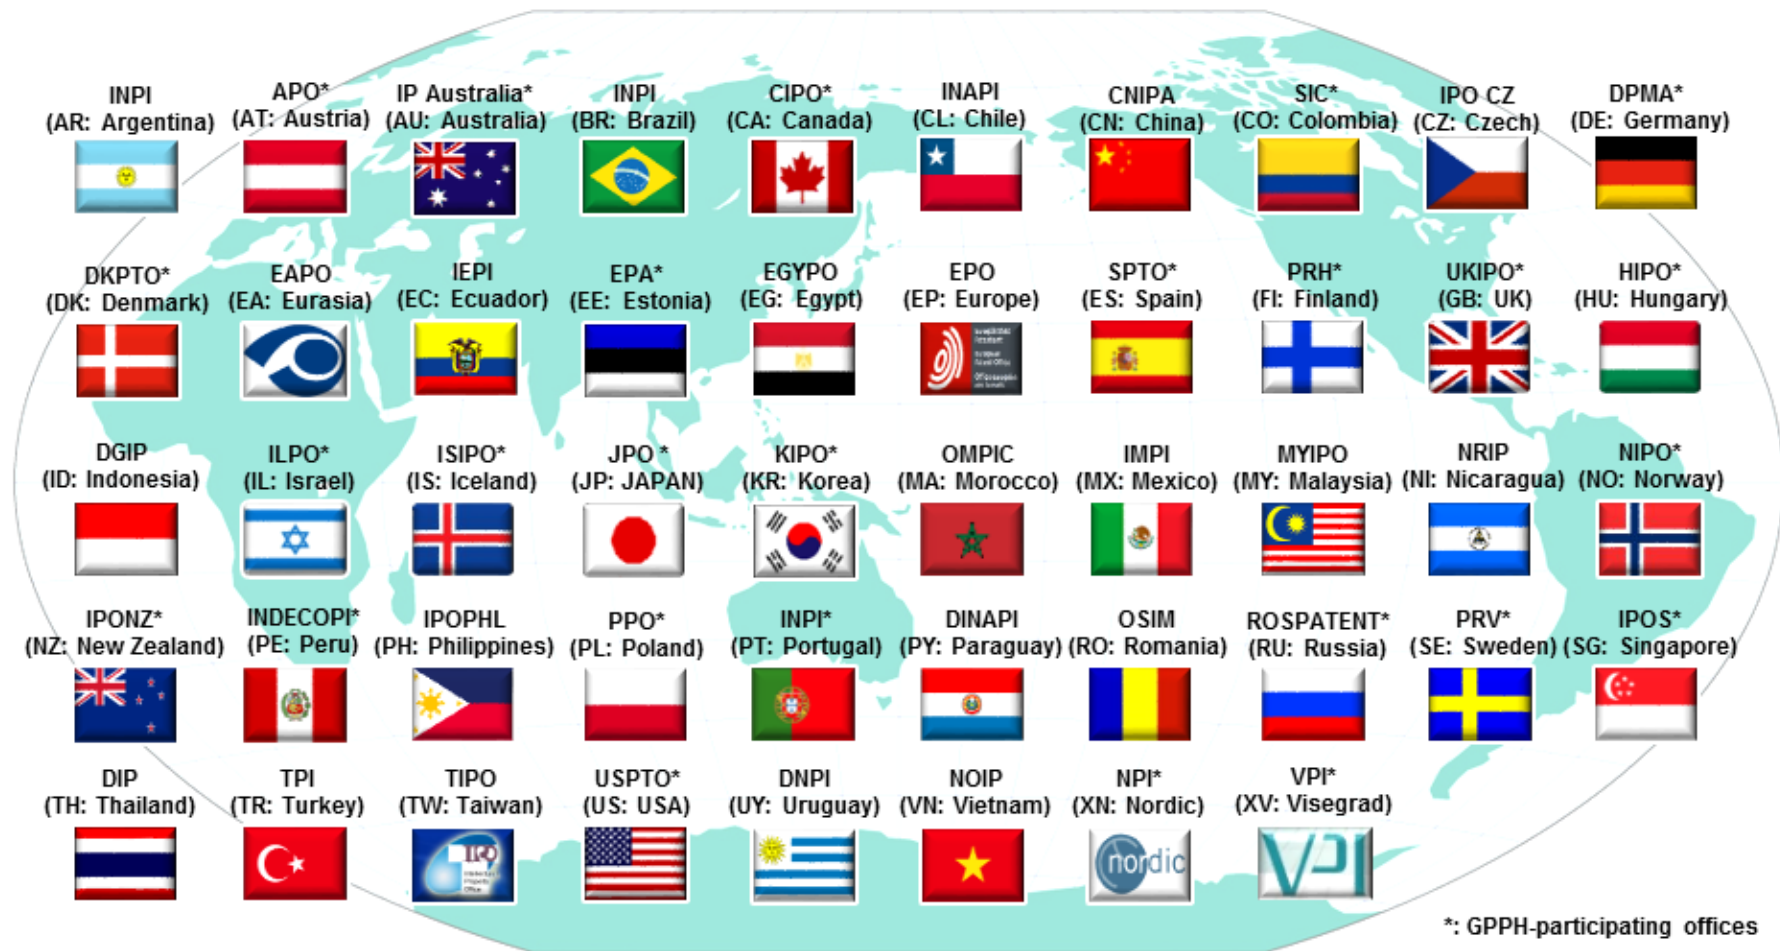 INPI
(AR: Argentina)
APO*
(AT: Austria)
IP Australia*
(AU: Australia)
INPI
(BR: Brazil)
CIPO*
(CA: Canada)
INAPI
(CL: Chile)
CNIPA
(CN: China)
SIC*
(CO: Colombia)
IPO CZ
(CZ: Czech)
DPMA*
(DE: Germany)
DKPTO*
(DK: Denmark)
EAPO
(EA: Eurasia)
IEPI
(EC: Ecuador)
EPA*
(EE: Estonia)
EGYPO
(EG: Egypt)
EPO
(EP: Europe)
SPTO*
(ES: Spain)
PRH*
(FI: Finland)
UKIPO*
(GB: UK)
HIPO*
(HU: Hungary)
DGIP
(ID: Indonesia)
ILPO*
(IL: Israel)
ISIPO*
(IS: Iceland)
JPO *
(JP: JAPAN)
KIPO*
(KR: Korea)
OMPIC
(MA: Morocco)
IMPI
(MX: Mexico)
MYIPO
(MY: Malaysia)
NRIP
(NI: Nicaragua)
NIPO*
(NO: Norway)
IPONZ*
(NZ: New Zealand)
INDECOPI*
(PE: Peru)
IPOPHL
(PH: Philippines)
PPO*
(PL: Poland)
INPI*
(PT: Portugal)
DINAPI
(PY: Paraguay)
OSIM
(RO: Romania)
ROSPATENT*
(RU: Russia)
PRV*
(SE: Sweden)
IPOS*
(SG: Singapore)
DIP
(TH: Thailand)
TPI
(TR: Turkey)
TIPO
(TW: Taiwan)
USPTO*
(US: USA)
DNPI
(UY: Uruguay)
NOIP
(VN: Vietnam)
NPI*
(XN: Nordic)
nordic
VPI*
(XV: Visegrad)
VPI
*: GPPH-participating offices